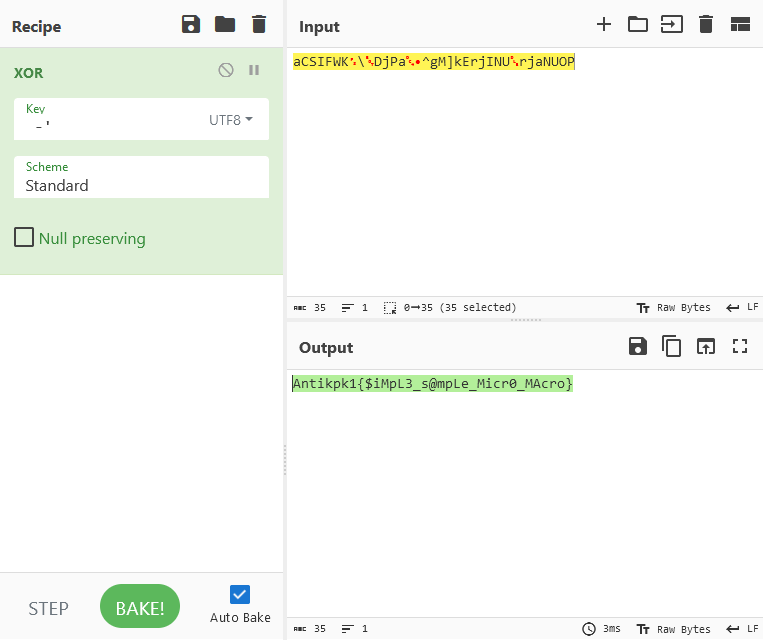 Recipe
XOR
Key
-'
UTF8
Scheme
Standard
Null preserving
STEP
BAKE!
Auto Bake
Input
aCSIFWK\DjPa^gM]kErjINUrjaNUOP
ABC 35 1 0→35 (35 selected) Raw Bytes LF
Output
Antikpk1{$iMpL3_s@mpLe_Micr0_MAcro}
ABC 35 1 3ms Raw Bytes LF